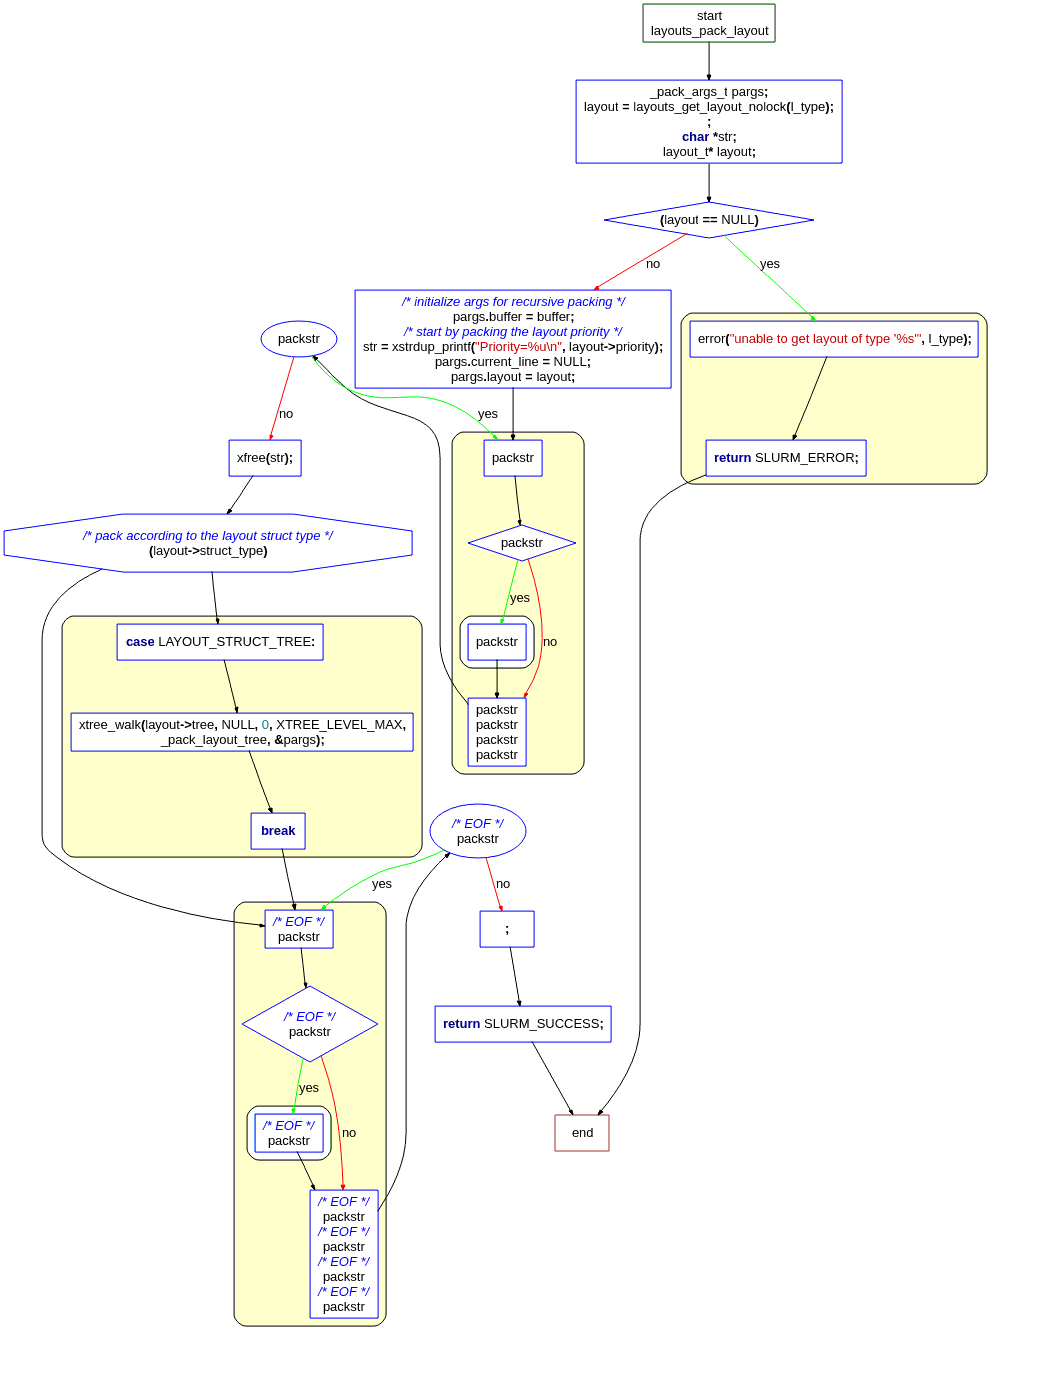 start
layouts_pack_layout
_pack_args_t pargs;
layout = layouts_get_layout_nolock(l_type);
;
char *str;
layout_t* layout;
(layout == NULL)
no
yes
/* initialize args for recursive packing */
pargs.buffer = buffer;
/* start by packing the layout priority */
str = xstrdup_printf("Priority=%u\n", layout->priority);
pargs.current_line = NULL;
pargs.layout = layout;
error("unable to get layout of type '%s'", l_type);
return SLURM_ERROR;
packstr
no
yes
xfree(str);
packstr
packstr
yes
no
packstr
packstr
packstr
packstr
packstr
/* pack according to the layout struct type */
(layout->struct_type)
case LAYOUT_STRUCT_TREE:
xtree_walk(layout->tree, NULL, 0, XTREE_LEVEL_MAX,
_pack_layout_tree, &pargs);
break
/* EOF */
packstr
yes
no
/* EOF */
packstr
;
/* EOF */
packstr
return SLURM_SUCCESS;
yes
no
/* EOF */
packstr
end
/* EOF */
packstr
/* EOF */
packstr
/* EOF */
packstr
/* EOF */
packstr